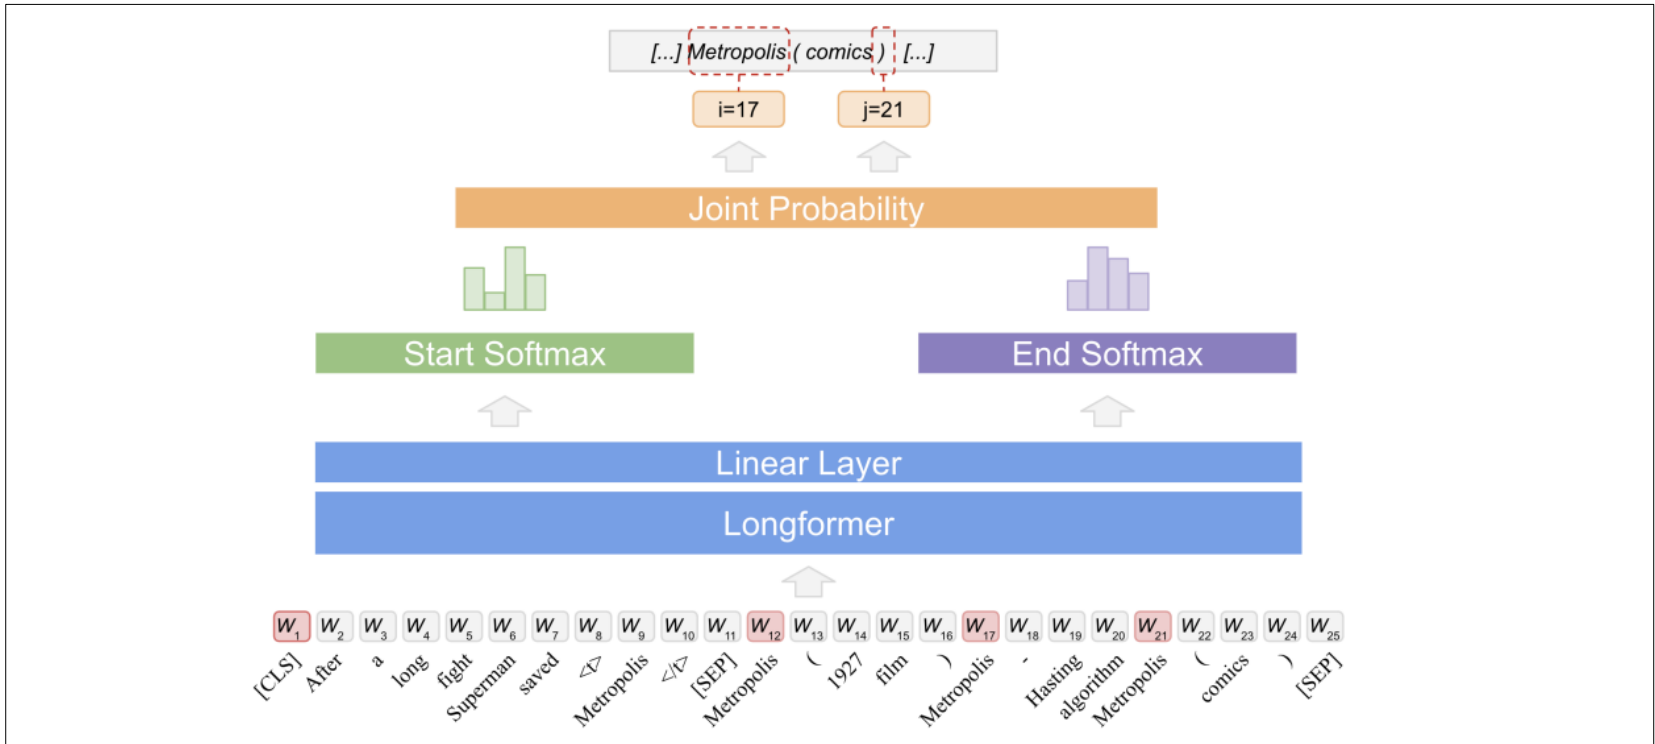 [...] Metropolis ( comics ) [...]
i=17 j=21
Joint Probability
Start Softmax End Softmax
Linear Layer
Longformer
W1 W2 W3 W4 W5 W6 W7 W8 W9 W10 W11 W12 W13 W14 W15 W16 W17 W18 W19 W20 W21 W22 W23 W24 W25
[CLS] After a long fight Superman saved <t> Metropolis </t> [SEP] Metropolis ( 1927 film ) Metropolis - Hasting algorithm Metropolis ( comics ) [SEP]